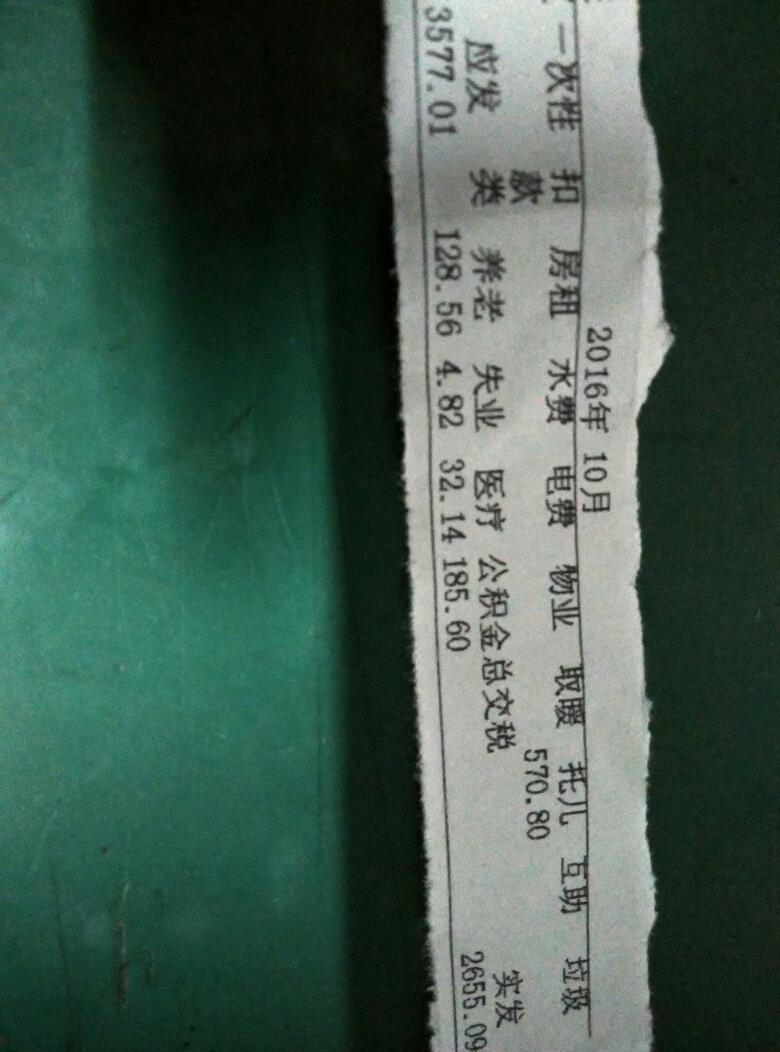 2016年 10月
一次性 扣 房租 水费 电费 物业 取暖 托儿 互助 垃圾
款 570.80
应发 类 养老 失业 医疗 公积金总交税 实发
3577.01 128.56 4.82 32.14 185.60 2655.09